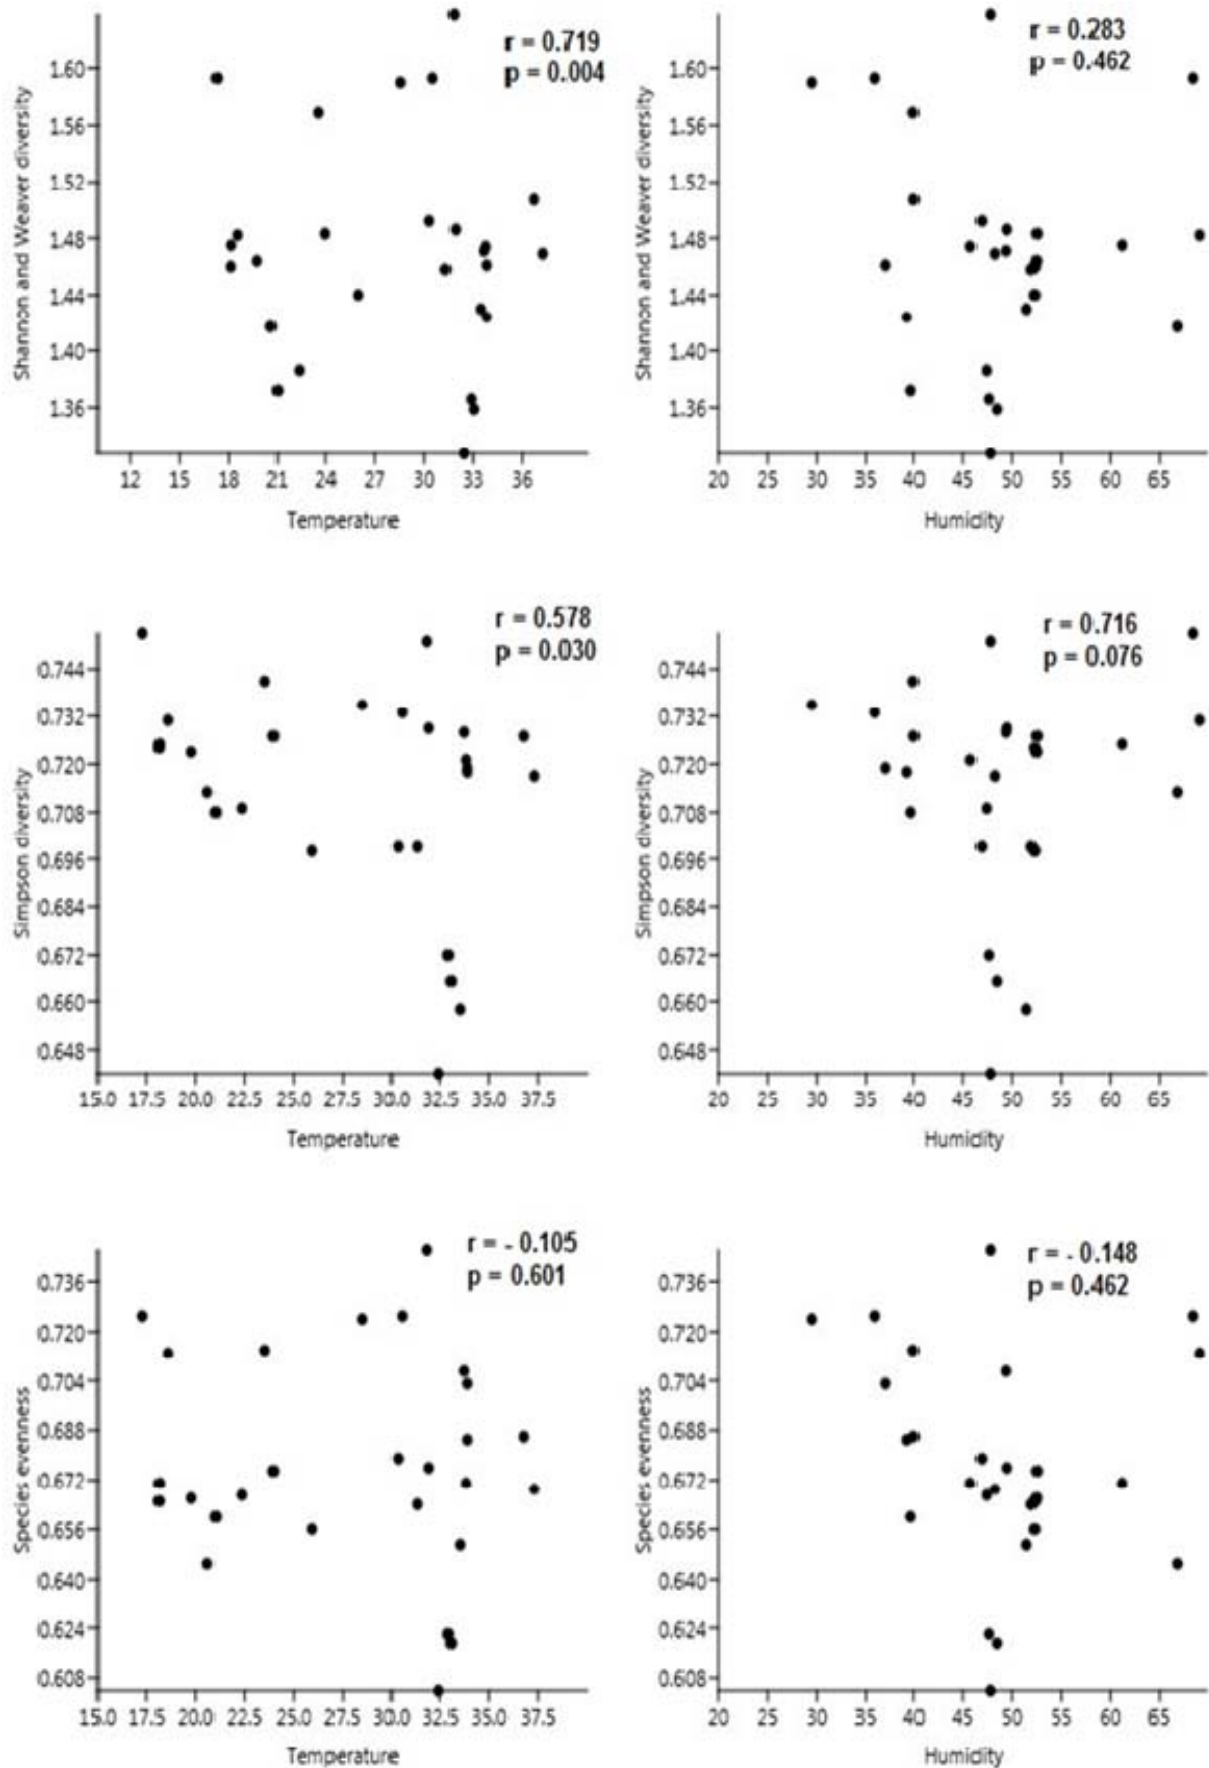 r = 0.719
p = 0.004
Shannon and Weaver diversity
1.60
1.56
1.52
1.48
1.44
1.40
1.36
12 15 18 21 24 27 30 33 36
Temperature
r = 0.283
p = 0.462
Shannon and Weaver diversity
1.60
1.56
1.52
1.48
1.44
1.40
1.36
20 25 30 35 40 45 50 55 60 65
Humidity
r = 0.578
p = 0.030
Simpson diversity
0.744
0.732
0.720
0.708
0.696
0.684
0.672
0.660
0.648
15.0 17.5 20.0 22.5 25.0 27.5 30.0 32.5 35.0 37.5
Temperature
r = 0.716
p = 0.076
Simpson diversity
0.744
0.732
0.720
0.708
0.696
0.684
0.672
0.660
0.648
20 25 30 35 40 45 50 55 60 65
Humidity
r = - 0.105
p = 0.601
Species evenness
0.736
0.720
0.704
0.688
0.672
0.656
0.640
0.624
0.608
15.0 17.5 20.0 22.5 25.0 27.5 30.0 32.5 35.0 37.5
Temperature
r = - 0.148
p = 0.462
Species evenness
0.736
0.720
0.704
0.688
0.672
0.656
0.640
0.624
0.608
20 25 30 35 40 45 50 55 60 65
Humidity